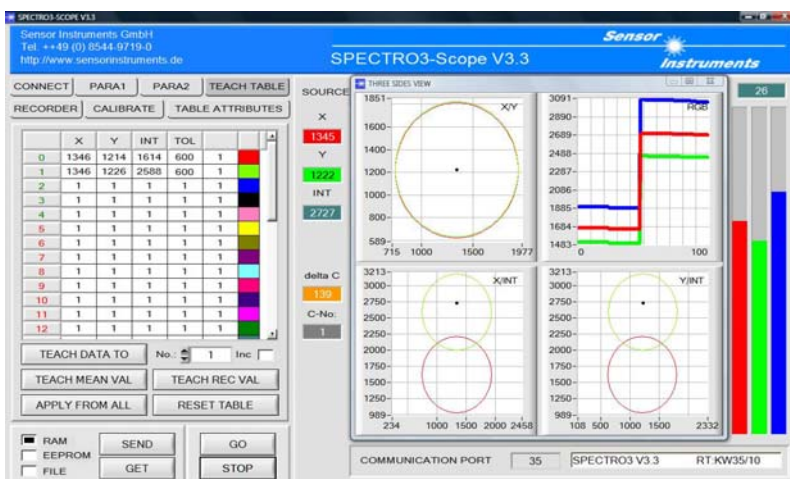 SPECTRO3-SCOPE V3.3
Sensor Instruments GmbH
Tel. ++49 (0) 8544-9719-0
http://www.sensorinstruments.de
SPECTRO3-Scope V3.3
Sensor
Instruments
CONNECT PARA1 PARA2 TEACH TABLE
RECORDER CALIBRATE TABLE ATTRIBUTES
X Y INT TOL
0 1346 1214 1614 600 1
1 1346 1226 2588 600 1
2 1 1 1 1 1
3 1 1 1 1 1
4 1 1 1 1 1
5 1 1 1 1 1
6 1 1 1 1 1
7 1 1 1 1 1
8 1 1 1 1 1
9 1 1 1 1 1
10 1 1 1 1 1
11 1 1 1 1 1
12 1 1 1 1 1
TEACH DATA TO No.: 1 Inc
TEACH MEAN VAL TEACH REC VAL
APPLY FROM ALL RESET TABLE
RAM
EEPROM
FILE
SEND GO
GET STOP
SOURCE
X
1345
Y
1222
INT
2727
delta C
139
C-No:
1
THREE SIDES VIEW
X/Y
1851
1600
1400
1200
1000
800
589
715 1000 1500 1977
RGB
3091
2890
2689
2488
2287
2086
1885
1684
1483
0 100
X/INT
3213
3000
2750
2500
2250
2000
1750
1500
1250
989
234 1000 1500 2000 2458
Y/INT
3213
3000
2750
2500
2250
2000
1750
1500
1250
989
108 500 1000 1500 2332
26
COMMUNICATION PORT 35 SPECTRO3 V3.3 RT:KW35/10